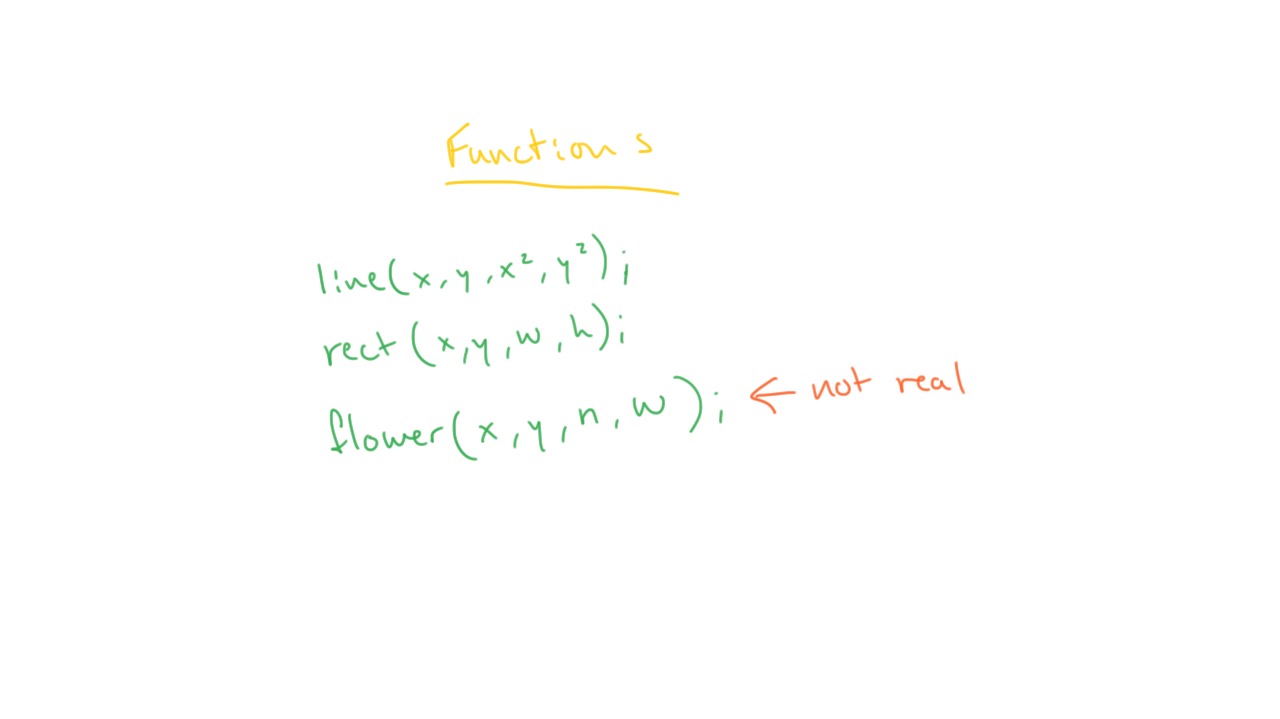 Functions
line(x, y, x², y²);
rect(x, y, w, h);
flower(x, y, n, w); ← not real